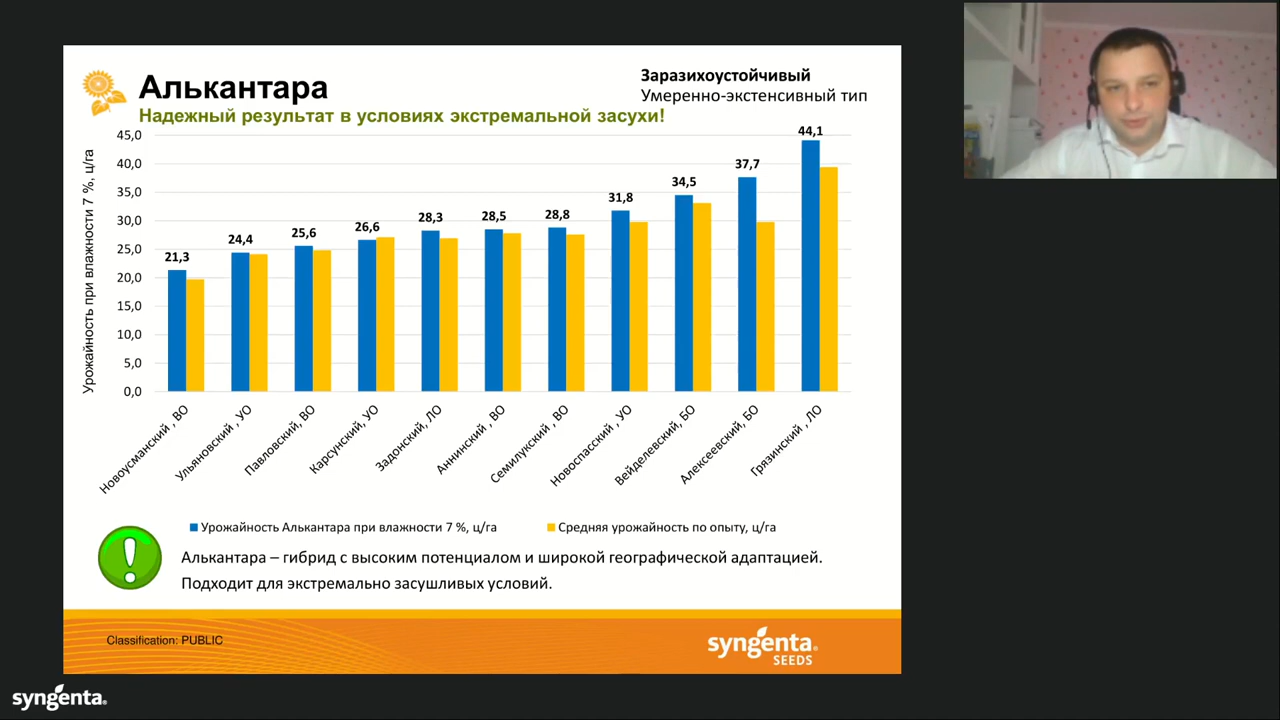 Алькантара
Надежный результат в условиях экстремальной засухи!
Заразихоустойчивый
Умеренно-экстенсивный тип
Урожайность при влажности 7 %, ц/га
45,0
40,0
35,0
30,0
25,0
20,0
15,0
10,0
5,0
0,0
21,3
24,4
25,6
26,6
28,3
28,5
28,8
31,8
34,5
37,7
44,1
Новоусманский , ВО
Ульяновский , УО
Павловский, ВО
Карсунский, УО
Задонский, ЛО
Аннинский , ВО
Семилукский , ВО
Новоспасский , УО
Вейделевский, БО
Алексеевский, БО
Грязинский , ЛО
Урожайность Алькантара при влажности 7 %, ц/га
Средняя урожайность по опыту, ц/га
Алькантара – гибрид с высоким потенциалом и широкой географической адаптацией.
Подходит для экстремально засушливых условий.
Classification: PUBLIC
syngenta
SEEDS
syngenta